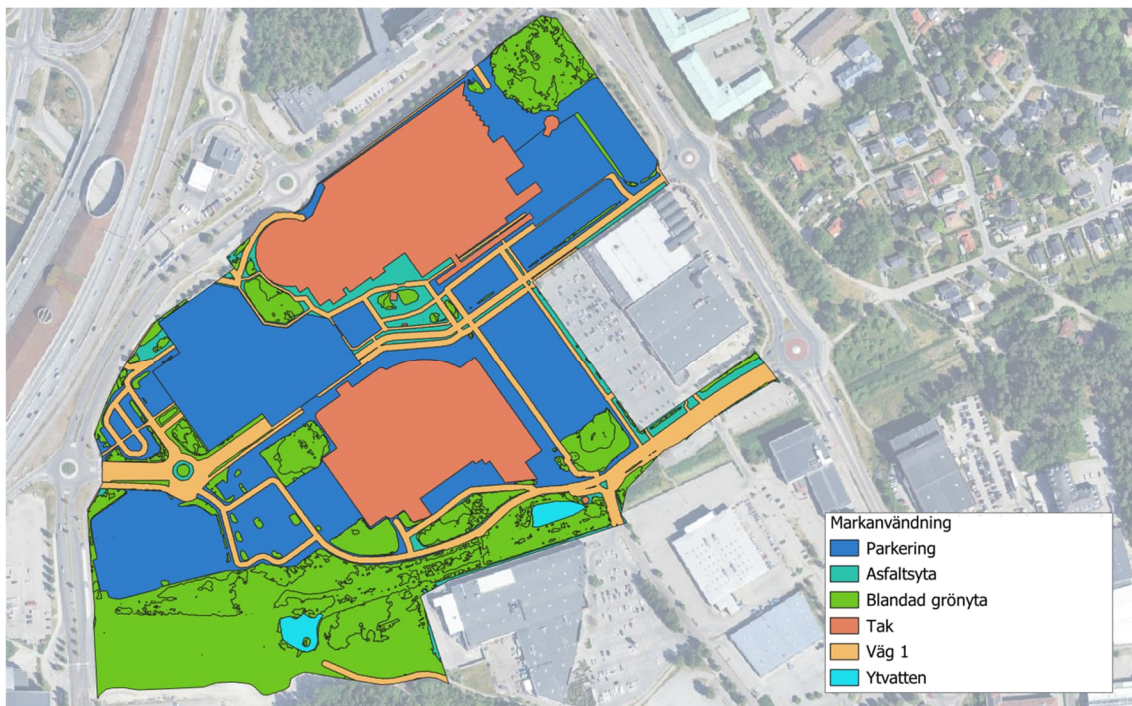 Markanvändning
Parkering
Asfaltsyta
Blandad grönyta
Tak
Väg 1
Ytvatten